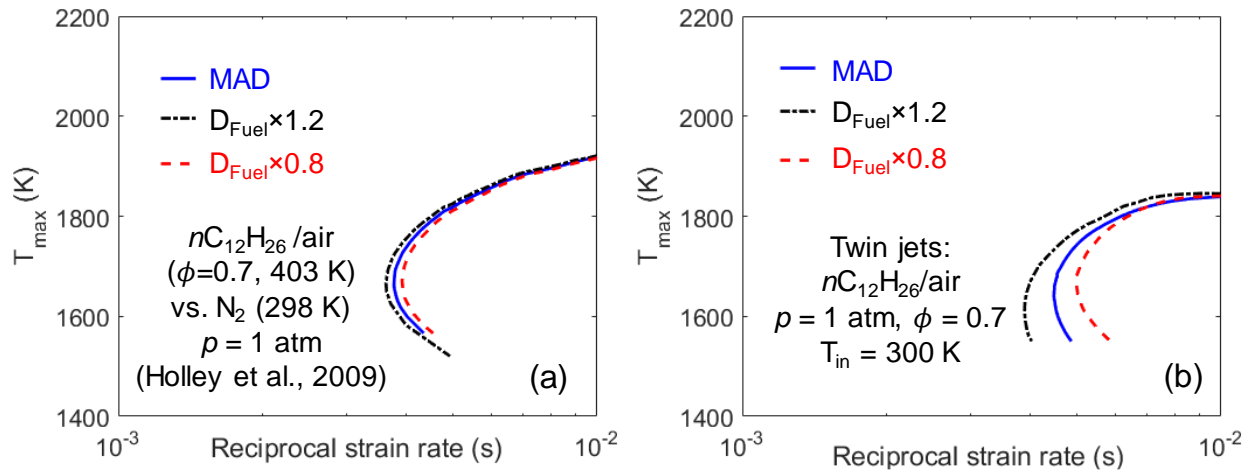 2200
2000
1800
1600
1400
T_max (K)
MAD
D_Fuel×1.2
D_Fuel×0.8
nC₁₂H₂₆ /air
(ϕ=0.7, 403 K)
vs. N₂ (298 K)
p = 1 atm
(Holley et al., 2009)
(a)
10⁻³
Reciprocal strain rate (s)
10⁻²
2200
2000
1800
1600
1400
T_max (K)
MAD
D_Fuel×1.2
D_Fuel×0.8
Twin jets:
nC₁₂H₂₆/air
p = 1 atm, ϕ = 0.7
T_in = 300 K
(b)
10⁻³
Reciprocal strain rate (s)
10⁻²